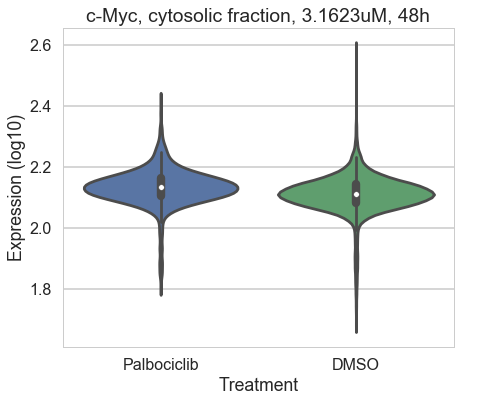 c-Myc, cytosolic fraction, 3.1623uM, 48h
2.6
2.4
2.2
2.0
1.8
Expression (log10)
Palbociclib
DMSO
Treatment